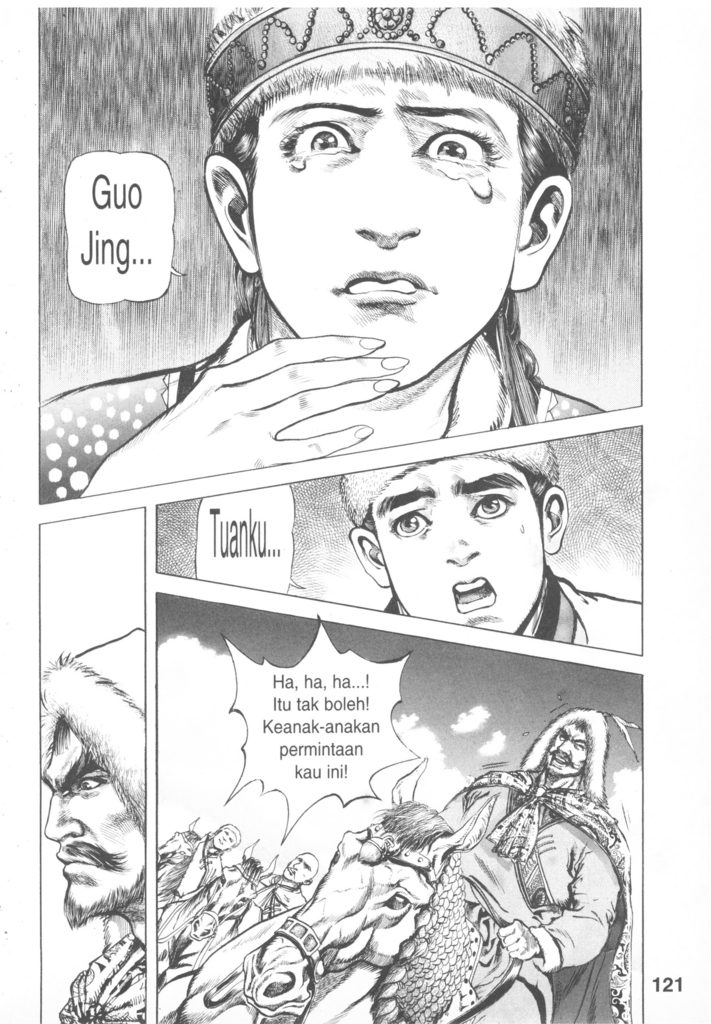 Guo
Jing...
Tuanku...
Ha, ha, ha...!
Itu tak boleh!
Keanak-anakan
permintaan
kau ini!
121